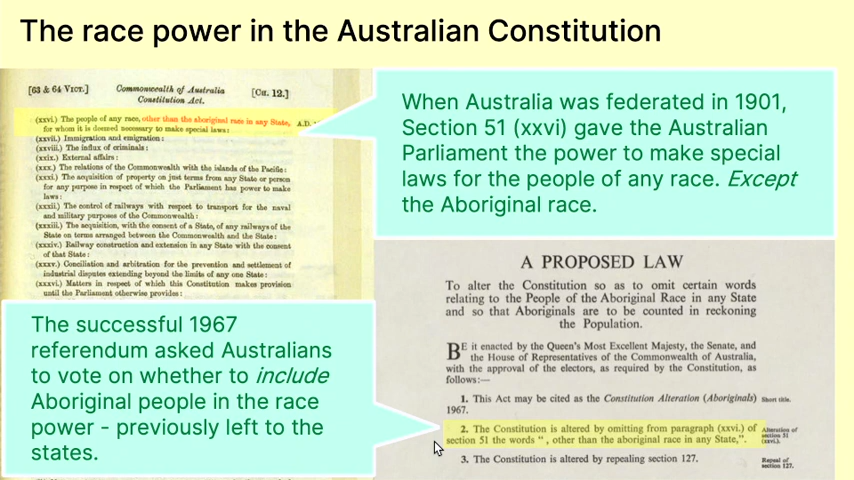 The race power in the Australian Constitution
[63 & 64 VICT.]
Commonwealth of Australia
Constitution Act.
[CH. 12.]
(xxvi.) The people of any race, other than the aboriginal race in any State,
for whom it is deemed necessary to make special laws:
A.D.
(xxvii.) Immigration and emigration:
(xxviii.) The influx of criminals:
(xxix.) External affairs:
(xxx.) The relations of the Commonwealth with the islands of the Pacific:
(xxxi.) The acquisition of property on just terms from any State or person
for any purpose in respect of which the Parliament has power to make
laws:
(xxxii.) The control of railways with respect to transport for the naval
and military purposes of the Commonwealth:
(xxxiii.) The acquisition, with the consent of a State, of any railways of the
State on terms arranged between the Commonwealth and the State:
(xxxiv.) Railway construction and extension in any State with the consent
of that State:
(xxxv.) Conciliation and arbitration for the prevention and settlement of
industrial disputes extending beyond the limits of any one State:
(xxxvi.) Matters in respect of which this Constitution makes provision
until the Parliament otherwise provides:
When Australia was federated in 1901,
Section 51 (xxvi) gave the Australian
Parliament the power to make special
laws for the people of any race. Except
the Aboriginal race.
The successful 1967
referendum asked Australians
to vote on whether to include
Aboriginal people in the race
power - previously left to the
states.
A PROPOSED LAW
To alter the Constitution so as to omit certain words
relating to the People of the Aboriginal Race in any State
and so that Aboriginals are to be counted in reckoning
the Population.
BE it enacted by the Queen's Most Excellent Majesty, the Senate, and
the House of Representatives of the Commonwealth of Australia,
with the approval of the electors, as required by the Constitution, as
follows:—
1. This Act may be cited as the Constitution Alteration (Aboriginals)
1967.
Short title.
2. The Constitution is altered by omitting from paragraph (xxvi.) of
section 51 the words " , other than the aboriginal race in any State,".
Alteration of
section 51
(xxvi.).
3. The Constitution is altered by repealing section 127.
Repeal of
section 127.